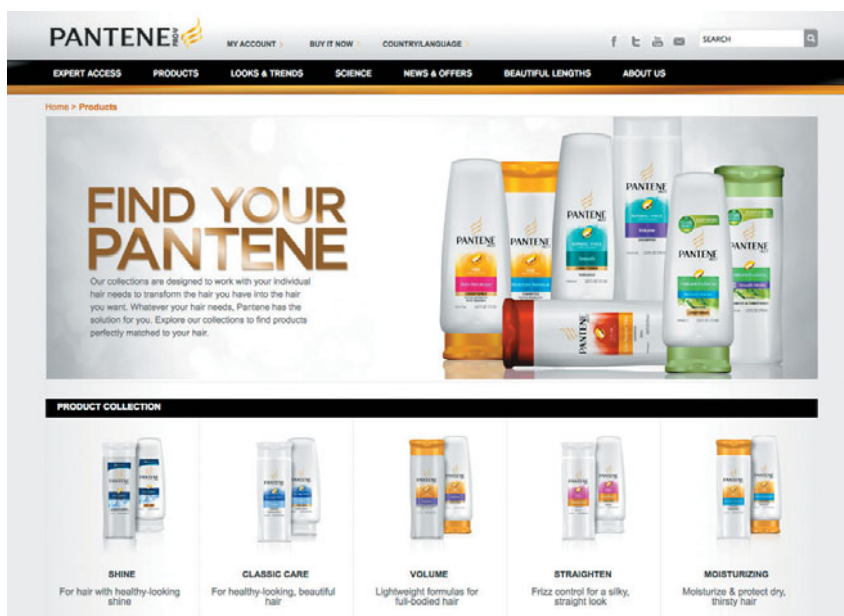 PANTENE PRO-V
MY ACCOUNT > BUY IT NOW > COUNTRY/LANGUAGE >
SEARCH
EXPERT ACCESS PRODUCTS LOOKS & TRENDS SCIENCE NEWS & OFFERS BEAUTIFUL LENGTHS ABOUT US
Home > Products
FIND YOUR
PANTENE
Our collections are designed to work with your individual
hair needs to transform the hair you have into the hair
you want. Whatever your hair needs, Pantene has the
solution for you. Explore our collections to find products
perfectly matched to your hair.
PANTENE
PANTENE
PANTENE
PANTENE
Volume
PANTENE
PANTENE
PANTENE
Smooth
PRODUCT COLLECTION
SHINE
For hair with healthy-looking
shine
CLASSIC CARE
For healthy-looking, beautiful
hair
VOLUME
Lightweight formulas for
full-bodied hair
STRAIGHTEN
Frizz control for a silky,
straight look
MOISTURIZING
Moisturize & protect dry,
thirsty hair